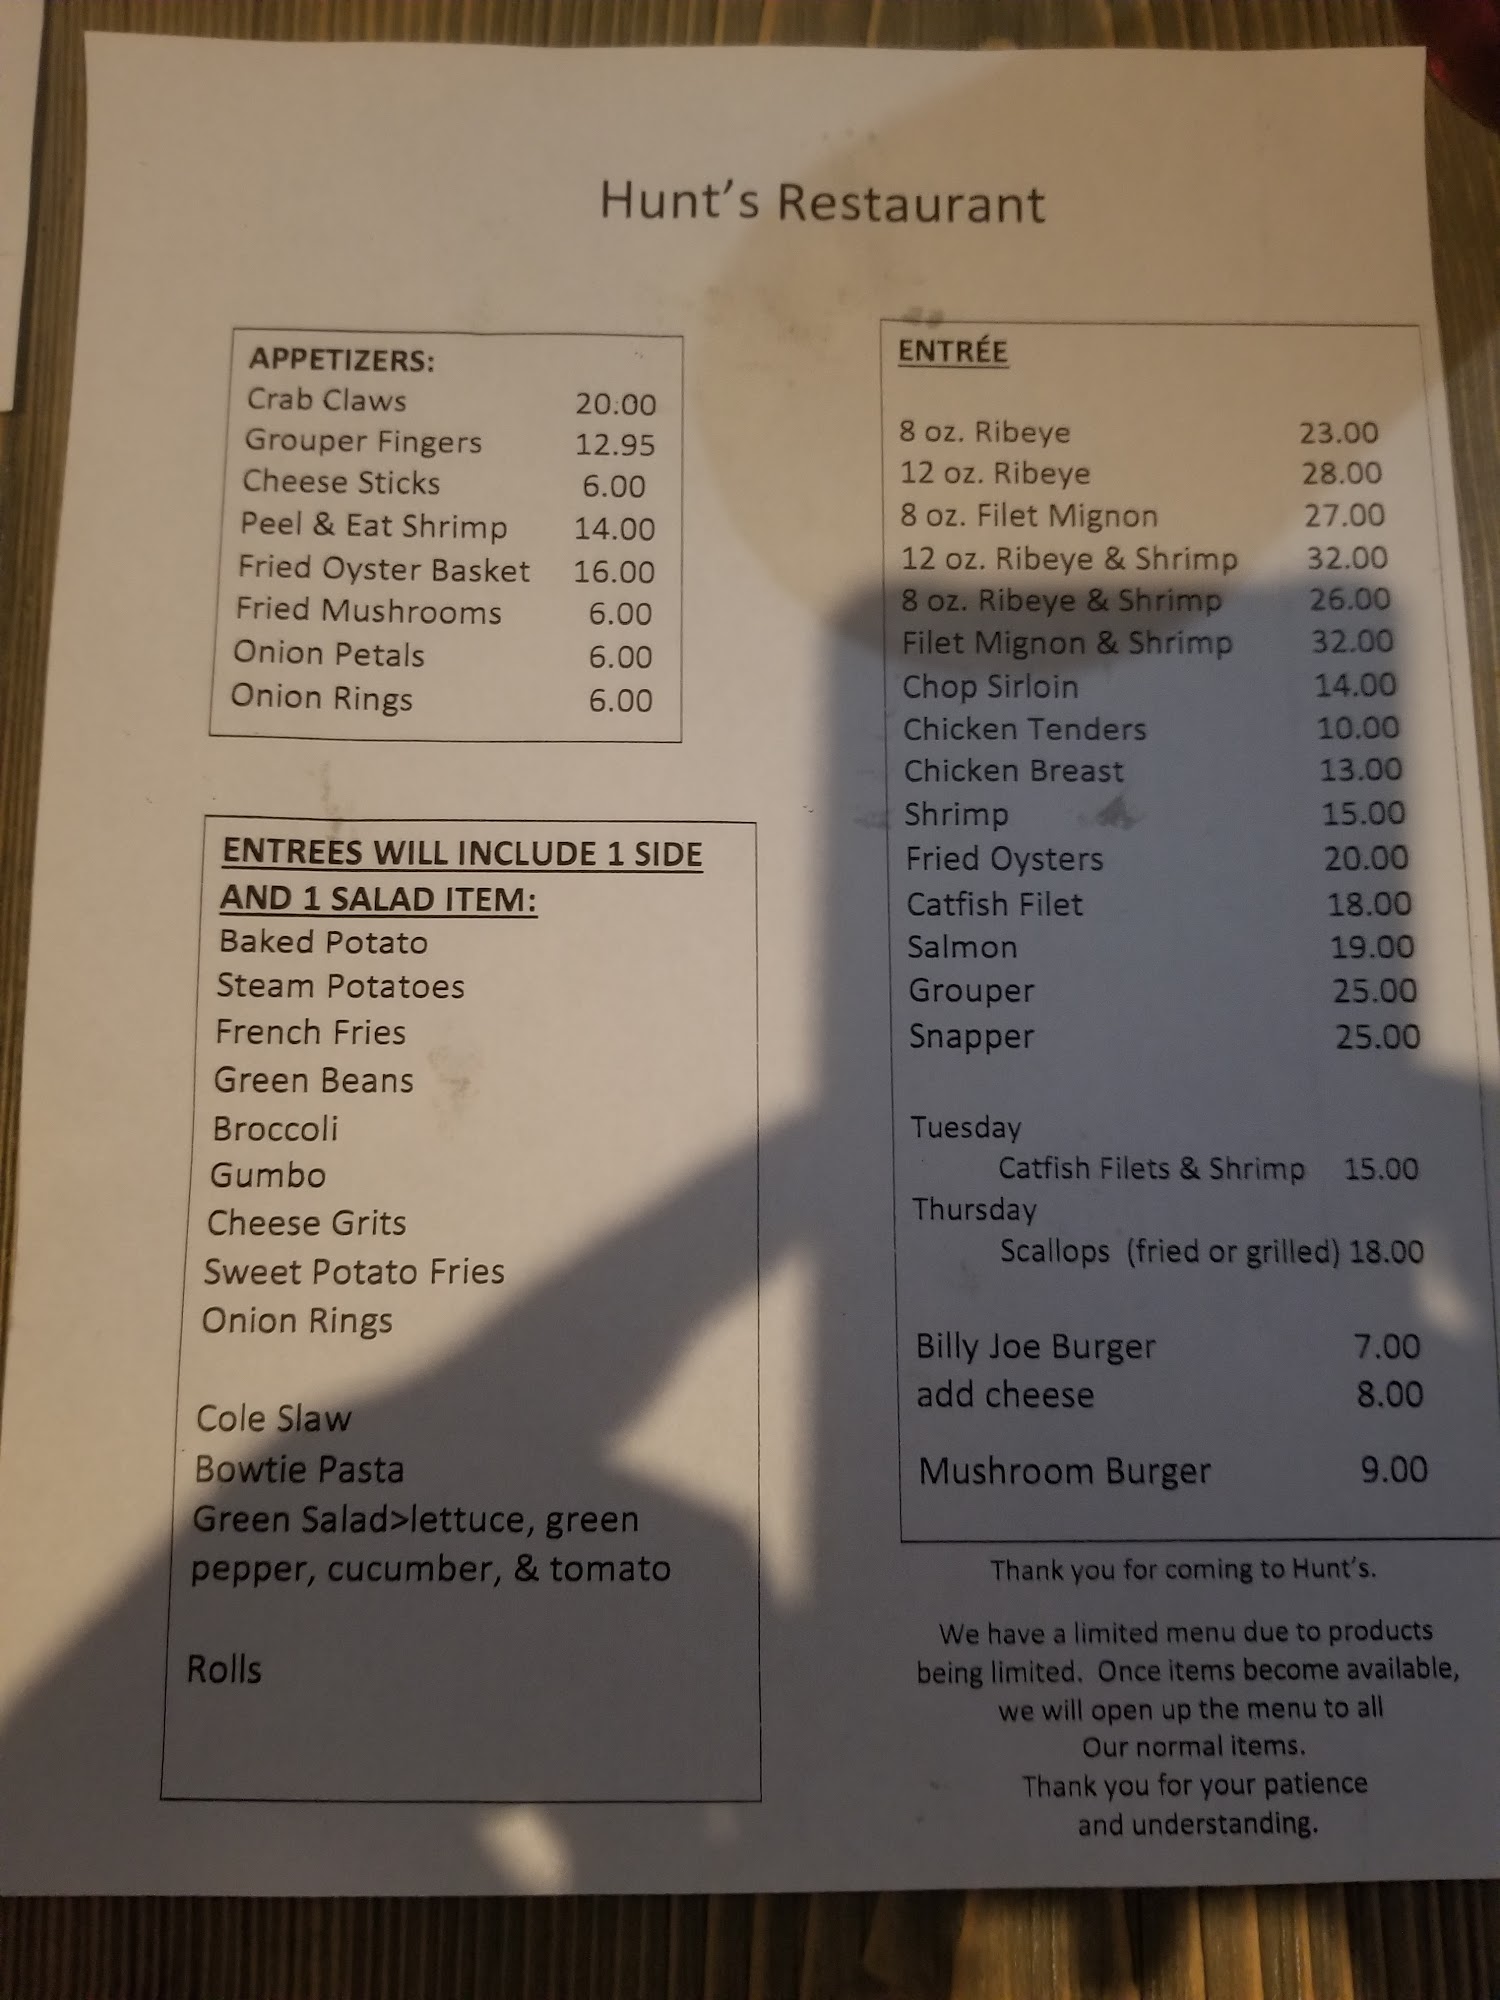 Hunt's Restaurant
APPETIZERS:
Crab Claws 20.00
Grouper Fingers 12.95
Cheese Sticks 6.00
Peel & Eat Shrimp 14.00
Fried Oyster Basket 16.00
Fried Mushrooms 6.00
Onion Petals 6.00
Onion Rings 6.00
ENTREES WILL INCLUDE 1 SIDE
AND 1 SALAD ITEM:
Baked Potato
Steam Potatoes
French Fries
Green Beans
Broccoli
Gumbo
Cheese Grits
Sweet Potato Fries
Onion Rings
Cole Slaw
Bowtie Pasta
Green Salad>lettuce, green
pepper, cucumber, & tomato
Rolls
ENTRÉE
8 oz. Ribeye 23.00
12 oz. Ribeye 28.00
8 oz. Filet Mignon 27.00
12 oz. Ribeye & Shrimp 32.00
8 oz. Ribeye & Shrimp 26.00
Filet Mignon & Shrimp 32.00
Chop Sirloin 14.00
Chicken Tenders 10.00
Chicken Breast 13.00
Shrimp 15.00
Fried Oysters 20.00
Catfish Filet 18.00
Salmon 19.00
Grouper 25.00
Snapper 25.00
Tuesday
Catfish Filets & Shrimp 15.00
Thursday
Scallops (fried or grilled) 18.00
Billy Joe Burger 7.00
add cheese 8.00
Mushroom Burger 9.00
Thank you for coming to Hunt's.
We have a limited menu due to products
being limited. Once items become available,
we will open up the menu to all
Our normal items.
Thank you for your patience
and understanding.